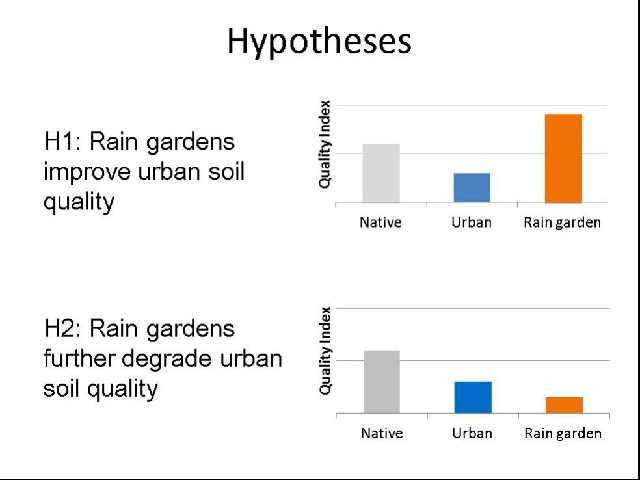 Hypotheses
H1: Rain gardens
improve urban soil
quality
Quality Index
Native Urban Rain garden
H2: Rain gardens
further degrade urban
soil quality
Quality Index
Native Urban Rain garden